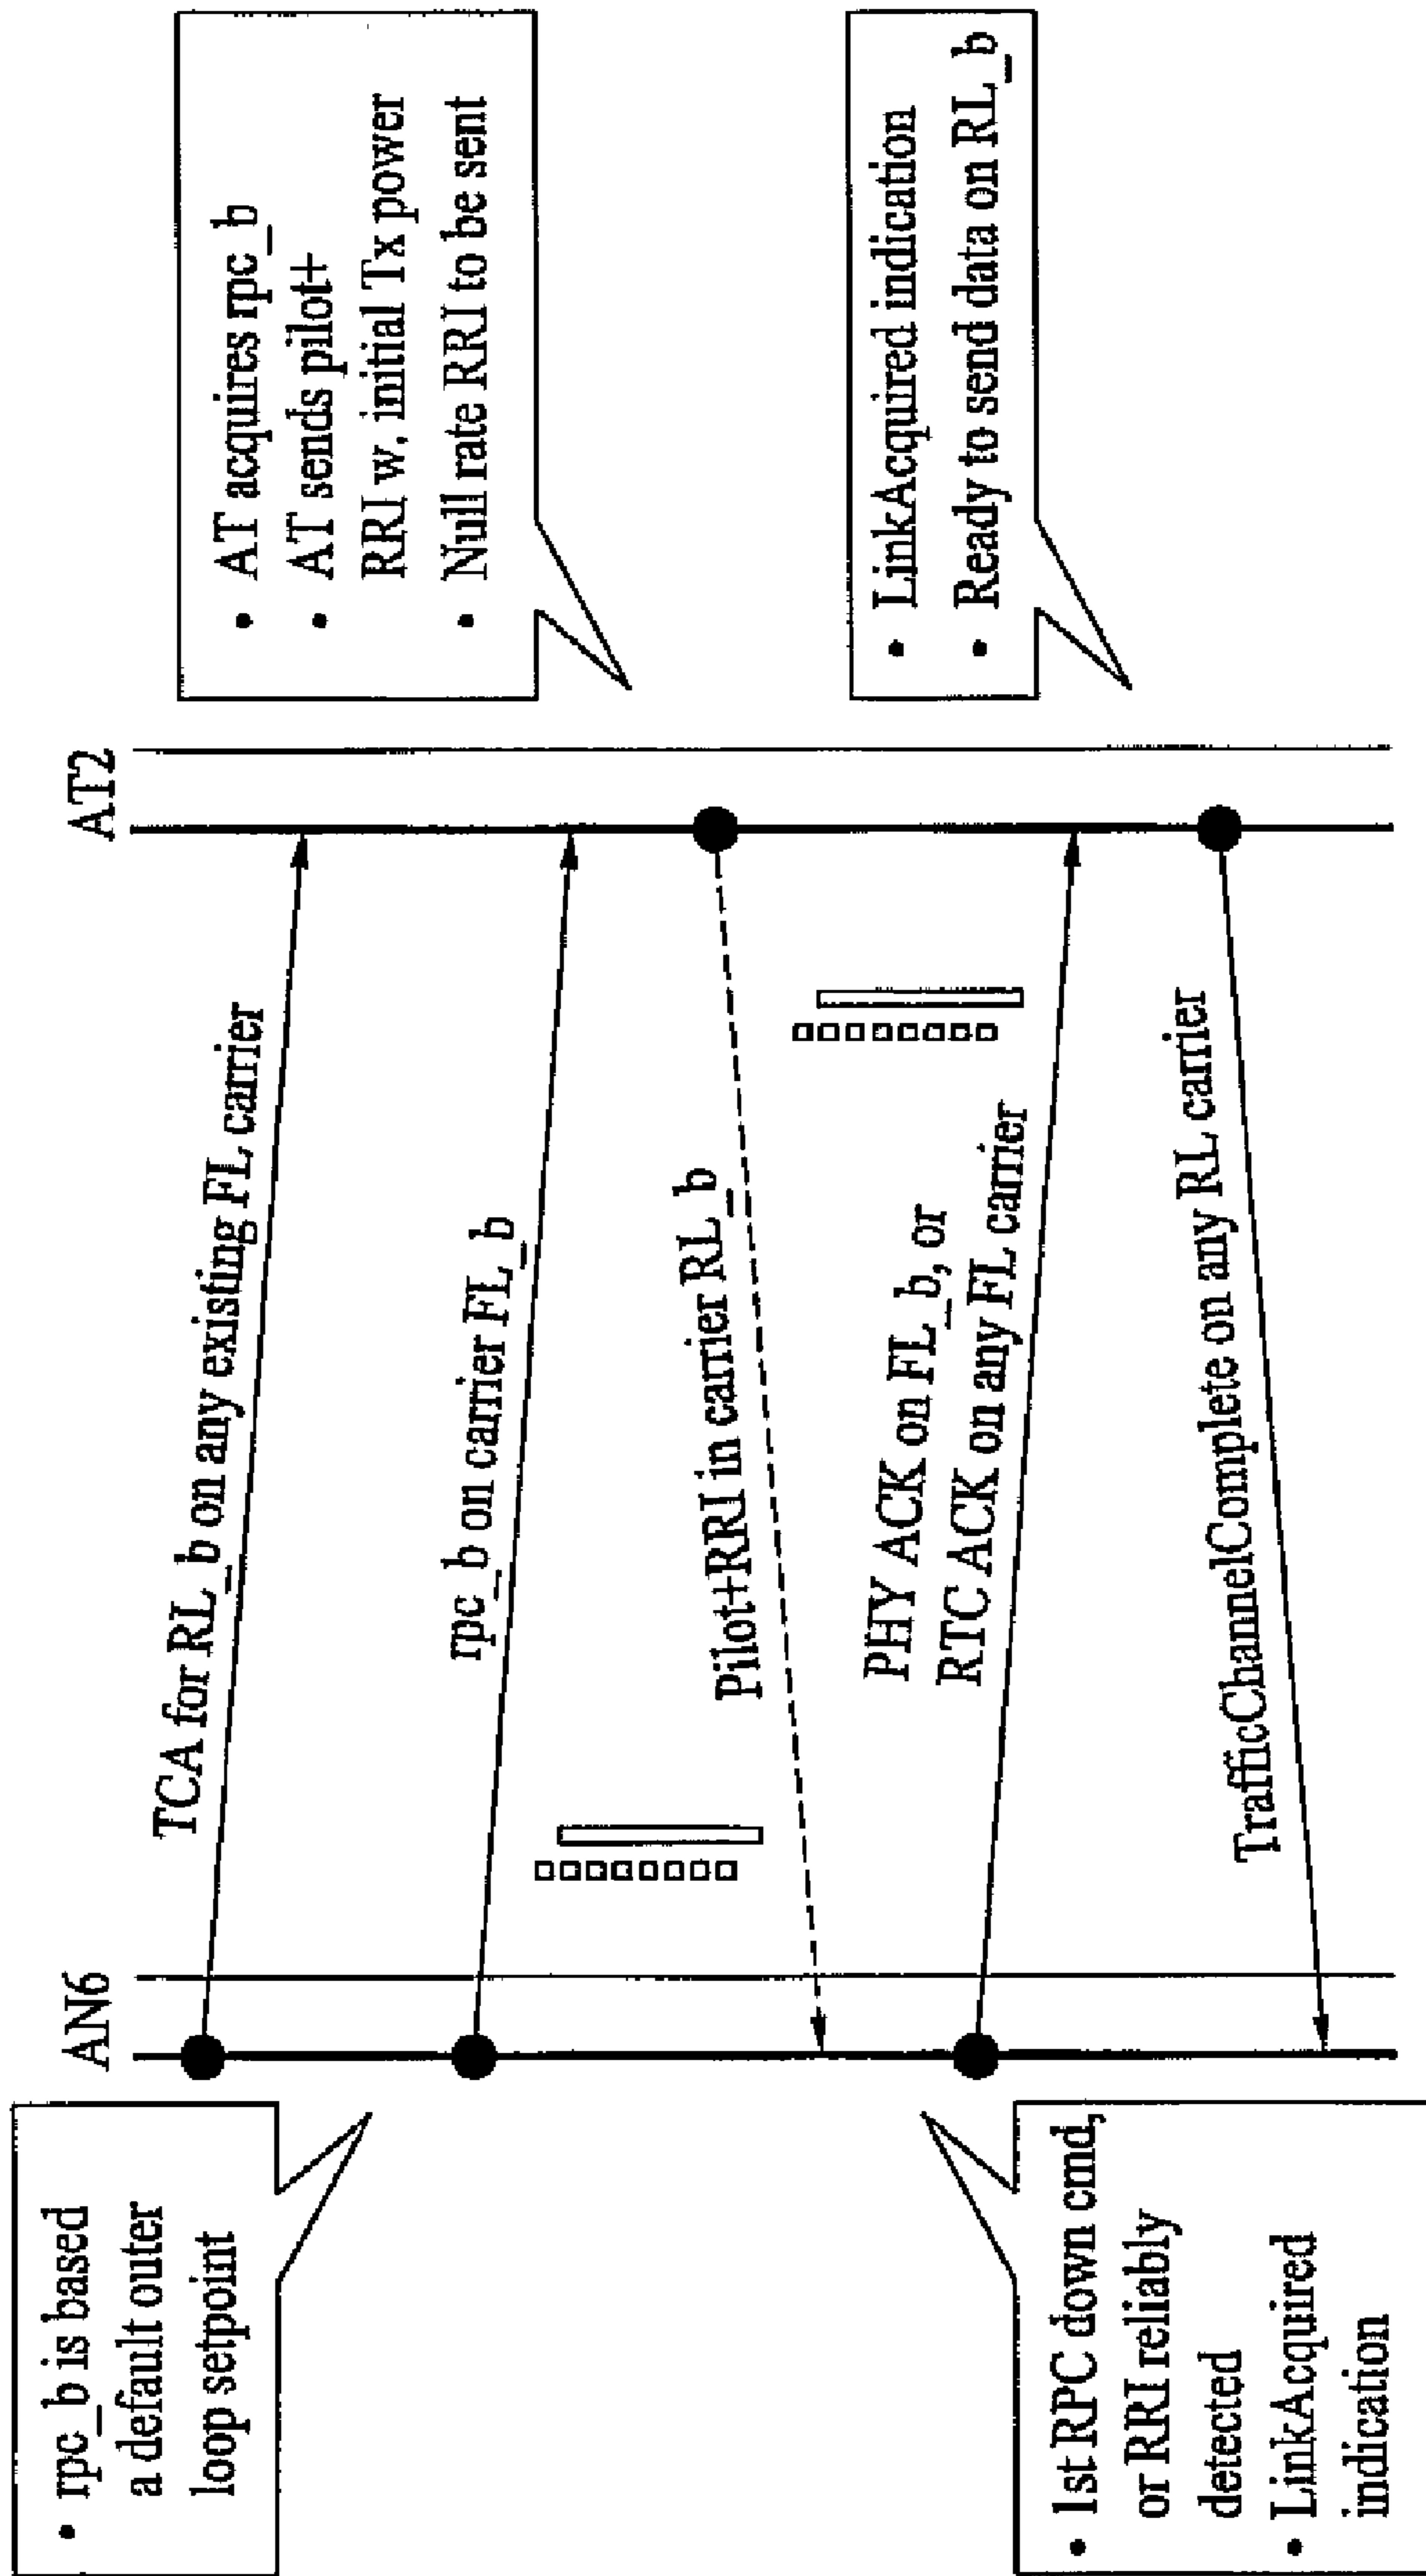 AN6
AT2
• rpc_b is based
a default outer
loop setpoint
TCA for RL_b on any existing FL carrier
• AT acquires rpc_b
• AT sends pilot+
RRI w. initial Tx power
• Null rate RRI to be sent
rpc_b on carrier FL_b
Pilot+RRI in carrier RL_b
• 1st RPC down cmd,
or RRI reliably
detected
• LinkAcquired
indication
PHY ACK on FL_b, or
RTC ACK on any FL carrier
• LinkAcquired indication
• Ready to send data on RL_b
TrafficChannelComplete on any RL carrier